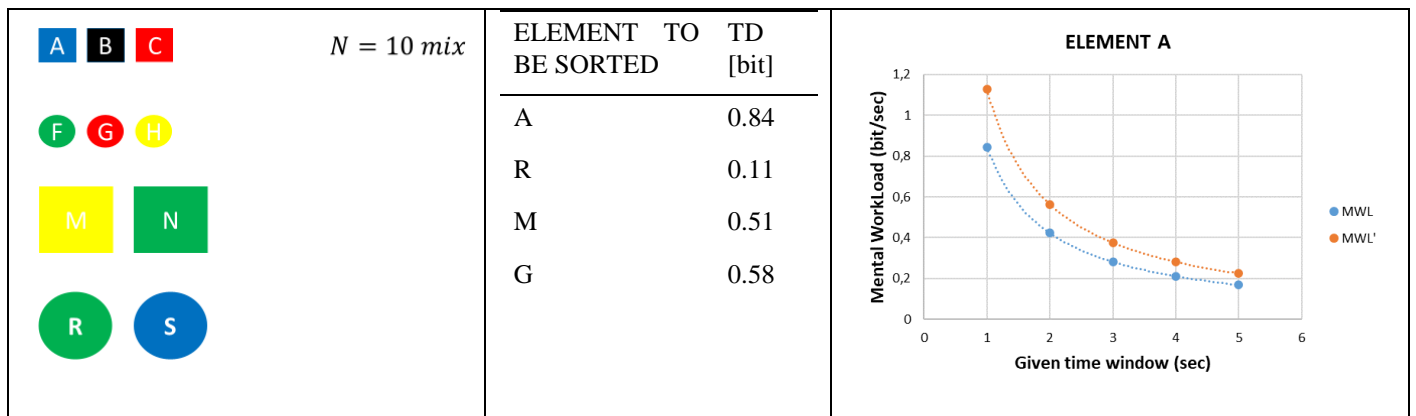 A B C
N = 10 mix
F G H
M N
R S
ELEMENT TO TD
BE SORTED [bit]
A 0.84
R 0.11
M 0.51
G 0.58
ELEMENT A
Mental WorkLoad (bit/sec)
1,2
1
0,8
0,6
0,4
0,2
0
0 1 2 3 4 5 6
Given time window (sec)
MWL
MWL'